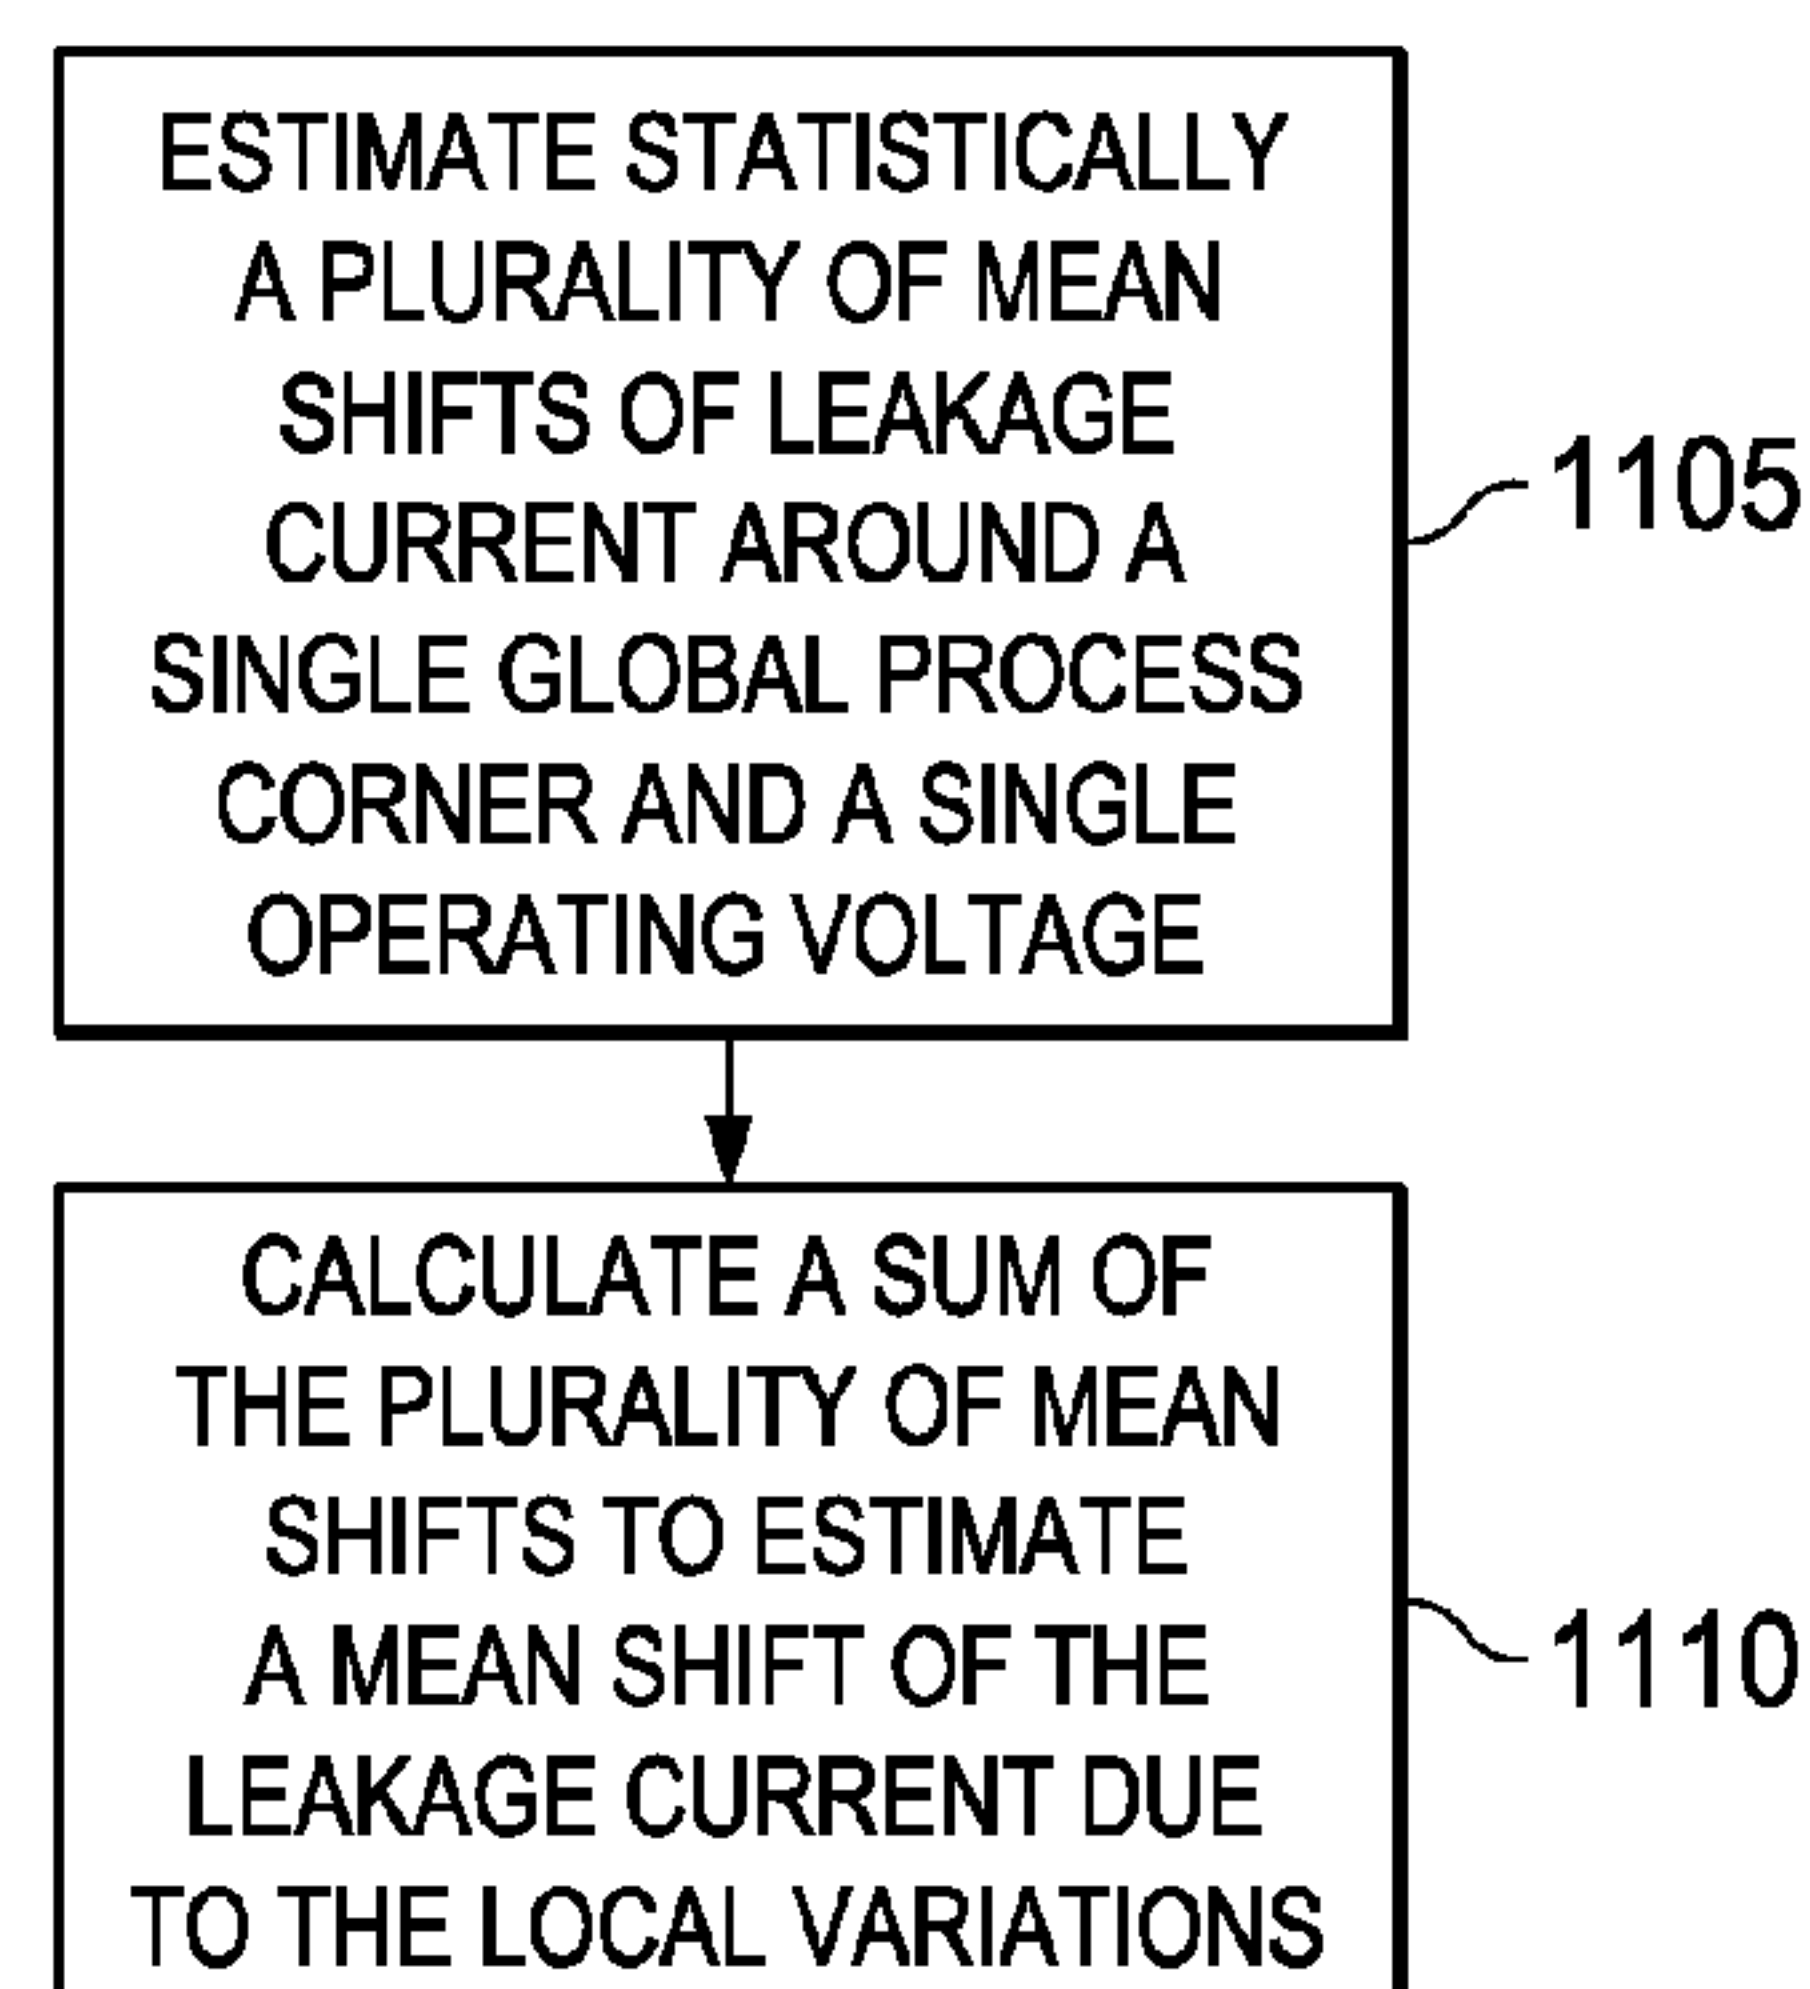 ESTIMATE STATISTICALLY
A PLURALITY OF MEAN
SHIFTS OF LEAKAGE
CURRENT AROUND A
SINGLE GLOBAL PROCESS
CORNER AND A SINGLE
OPERATING VOLTAGE
1105
CALCULATE A SUM OF
THE PLURALITY OF MEAN
SHIFTS TO ESTIMATE
A MEAN SHIFT OF THE
LEAKAGE CURRENT DUE
TO THE LOCAL VARIATIONS
1110